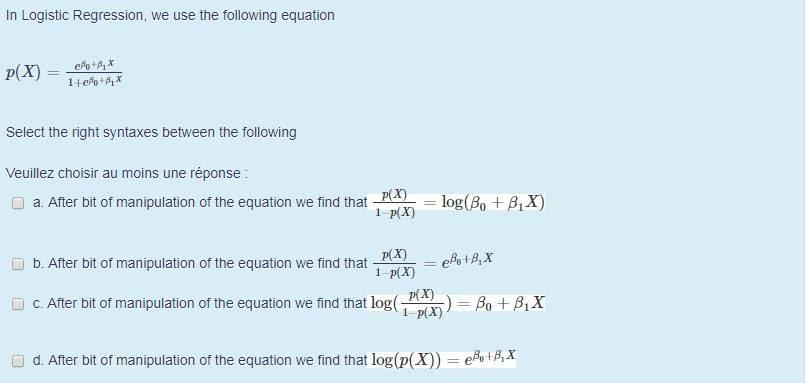 In Logistic Regression, we use the following equation
p(X) = e^{β₀+β₁X} / 1+e^{β₀+β₁X}
Select the right syntaxes between the following
Veuillez choisir au moins une réponse :
a. After bit of manipulation of the equation we find that p(X) / 1−p(X) = log(β₀ + β₁X)
b. After bit of manipulation of the equation we find that p(X) / 1−p(X) = e^{β₀+β₁X}
c. After bit of manipulation of the equation we find that log(p(X) / 1−p(X)) = β₀ + β₁X
d. After bit of manipulation of the equation we find that log(p(X)) = e^{β₀+β₁X}